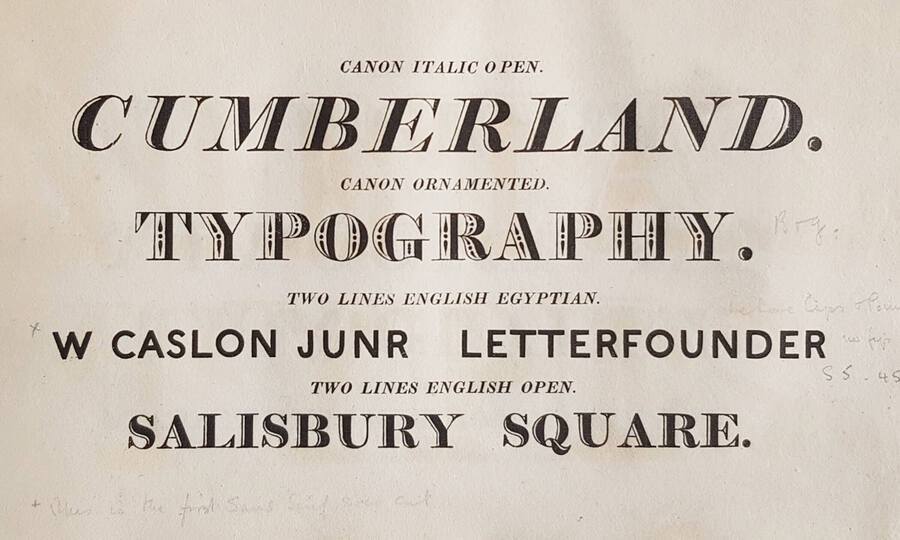 CANON ITALIC OPEN.
CUMBERLAND.
CANON ORNAMENTED.
TYPOGRAPHY.
TWO LINES ENGLISH EGYPTIAN.
W CASLON JUNR LETTERFOUNDER
TWO LINES ENGLISH OPEN.
SALISBURY SQUARE.
+ This is the first Sans Serif ever cut